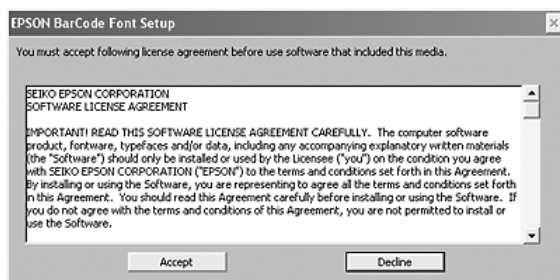 EPSON BarCode Font Setup
You must accept following license agreement before use software that included this media.
SEIKO EPSON CORPORATION
SOFTWARE LICENSE AGREEMENT
IMPORTANT! READ THIS SOFTWARE LICENSE AGREEMENT CAREFULLY. The computer software
product, fontware, typefaces and/or data, including any accompanying explanatory written materials
(the "Software") should only be installed or used by the Licensee ("you") on the condition you agree
with SEIKO EPSON CORPORATION ("EPSON") to the terms and conditions set forth in this Agreement.
By installing or using the Software, you are representing to agree all the terms and conditions set forth
in this Agreement. You should read this Agreement carefully before installing or using the Software. If
you do not agree with the terms and conditions of this Agreement, you are not permitted to install or
use the Software.
Accept Decline